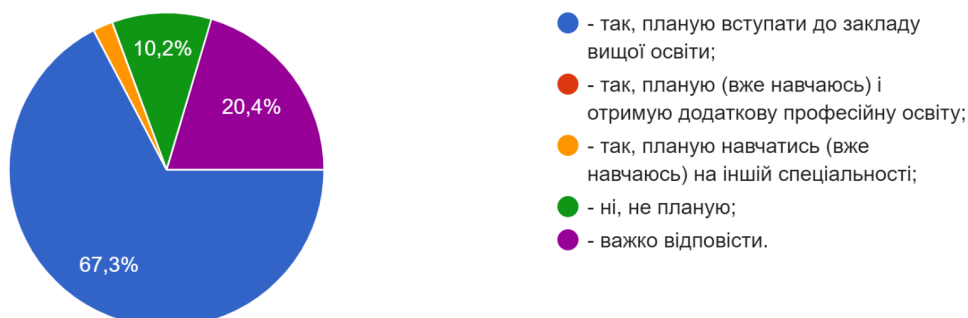 10,2%
20,4%
67,3%
- так, планую вступати до закладу
вищої освіти;
- так, планую (вже навчаюсь) і
отримую додаткову професійну освіту;
- так, планую навчатись (вже
навчаюсь) на іншій спеціальності;
- ні, не планую;
- важко відповісти.